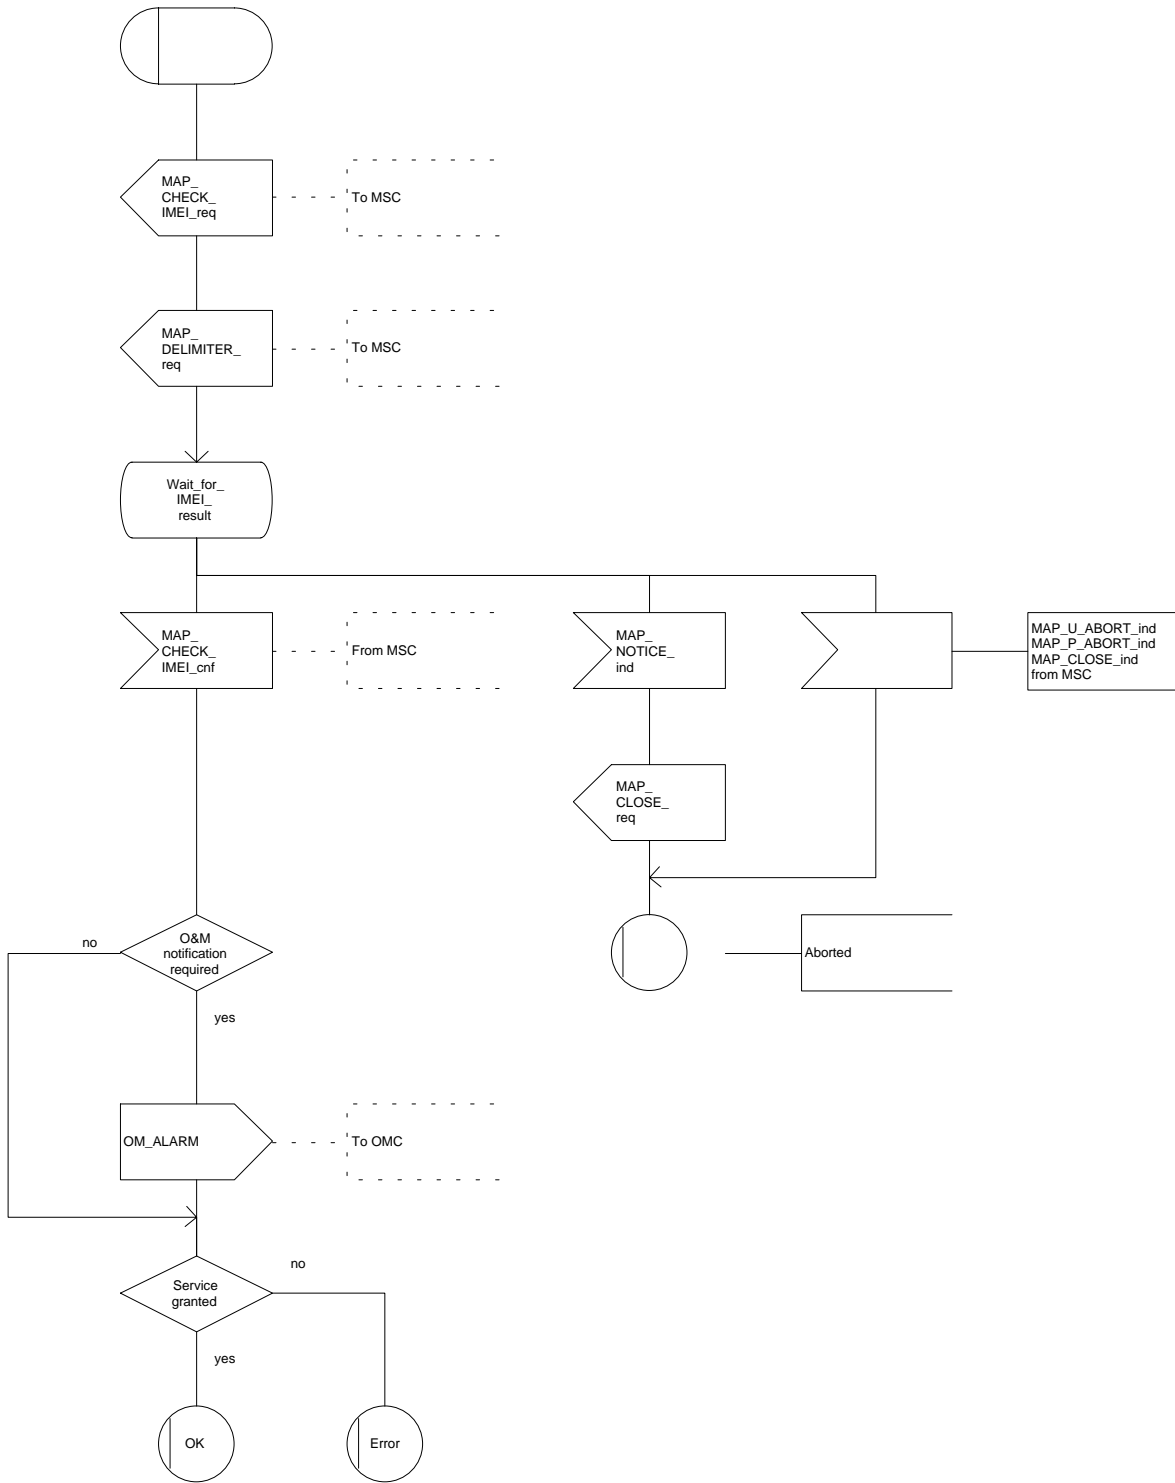 MAP_
CHECK_
IMEI_req
To MSC
MAP_
DELIMITER_
req
To MSC
Wait_for_
IMEI_
result
MAP_
CHECK_
IMEI_cnf
From MSC
MAP_
NOTICE_
ind
MAP_U_ABORT_ind
MAP_P_ABORT_ind
MAP_CLOSE_ind
from MSC
MAP_
CLOSE_
req
no
O&M
notification
required
Aborted
yes
OM_ALARM
To OMC
no
Service
granted
yes
OK
Error